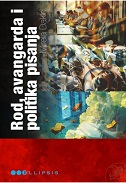 Rod, avangarda i
politika pisanja
ELLIPSIS